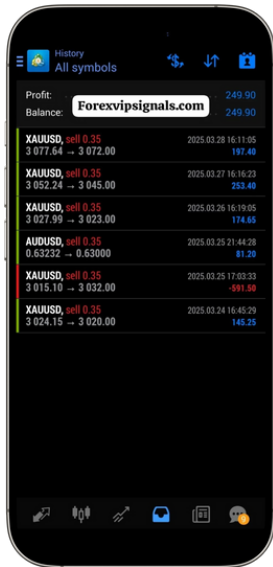 History
All symbols
Profit: 249.90
Balance: 249.90
Forexvipsignals.com
XAUUSD, sell 0.35 2025.03.28 16:11:05
3 077.64 → 3 072.00 197.40
XAUUSD, sell 0.35 2025.03.27 16:16:23
3 052.24 → 3 045.00 253.40
XAUUSD, sell 0.35 2025.03.26 16:19:05
3 027.99 → 3 023.00 174.65
AUDUSD, sell 0.35 2025.03.25 21:44:28
0.63232 → 0.63000 81.20
XAUUSD, sell 0.35 2025.03.25 17:03:33
3 015.10 → 3 032.00 -591.50
XAUUSD, sell 0.35 2025.03.24 16:45:29
3 024.15 → 3 020.00 145.25